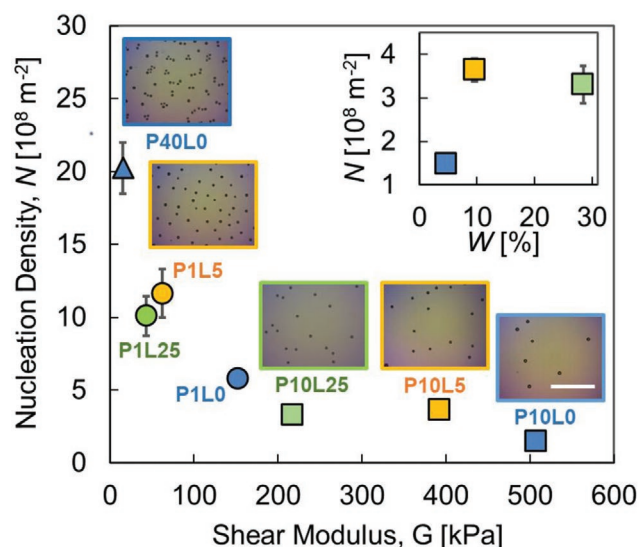 30
25
20
15
10
5
0
Nucleation Density, N [10⁸ m⁻²]
0 100 200 300 400 500 600
Shear Modulus, G [kPa]
P40L0
P1L5
P1L25
P1L0
P10L25
P10L5
P10L0
4
3
2
1
N [10⁸ m⁻²]
0 10 20 30
W [%]